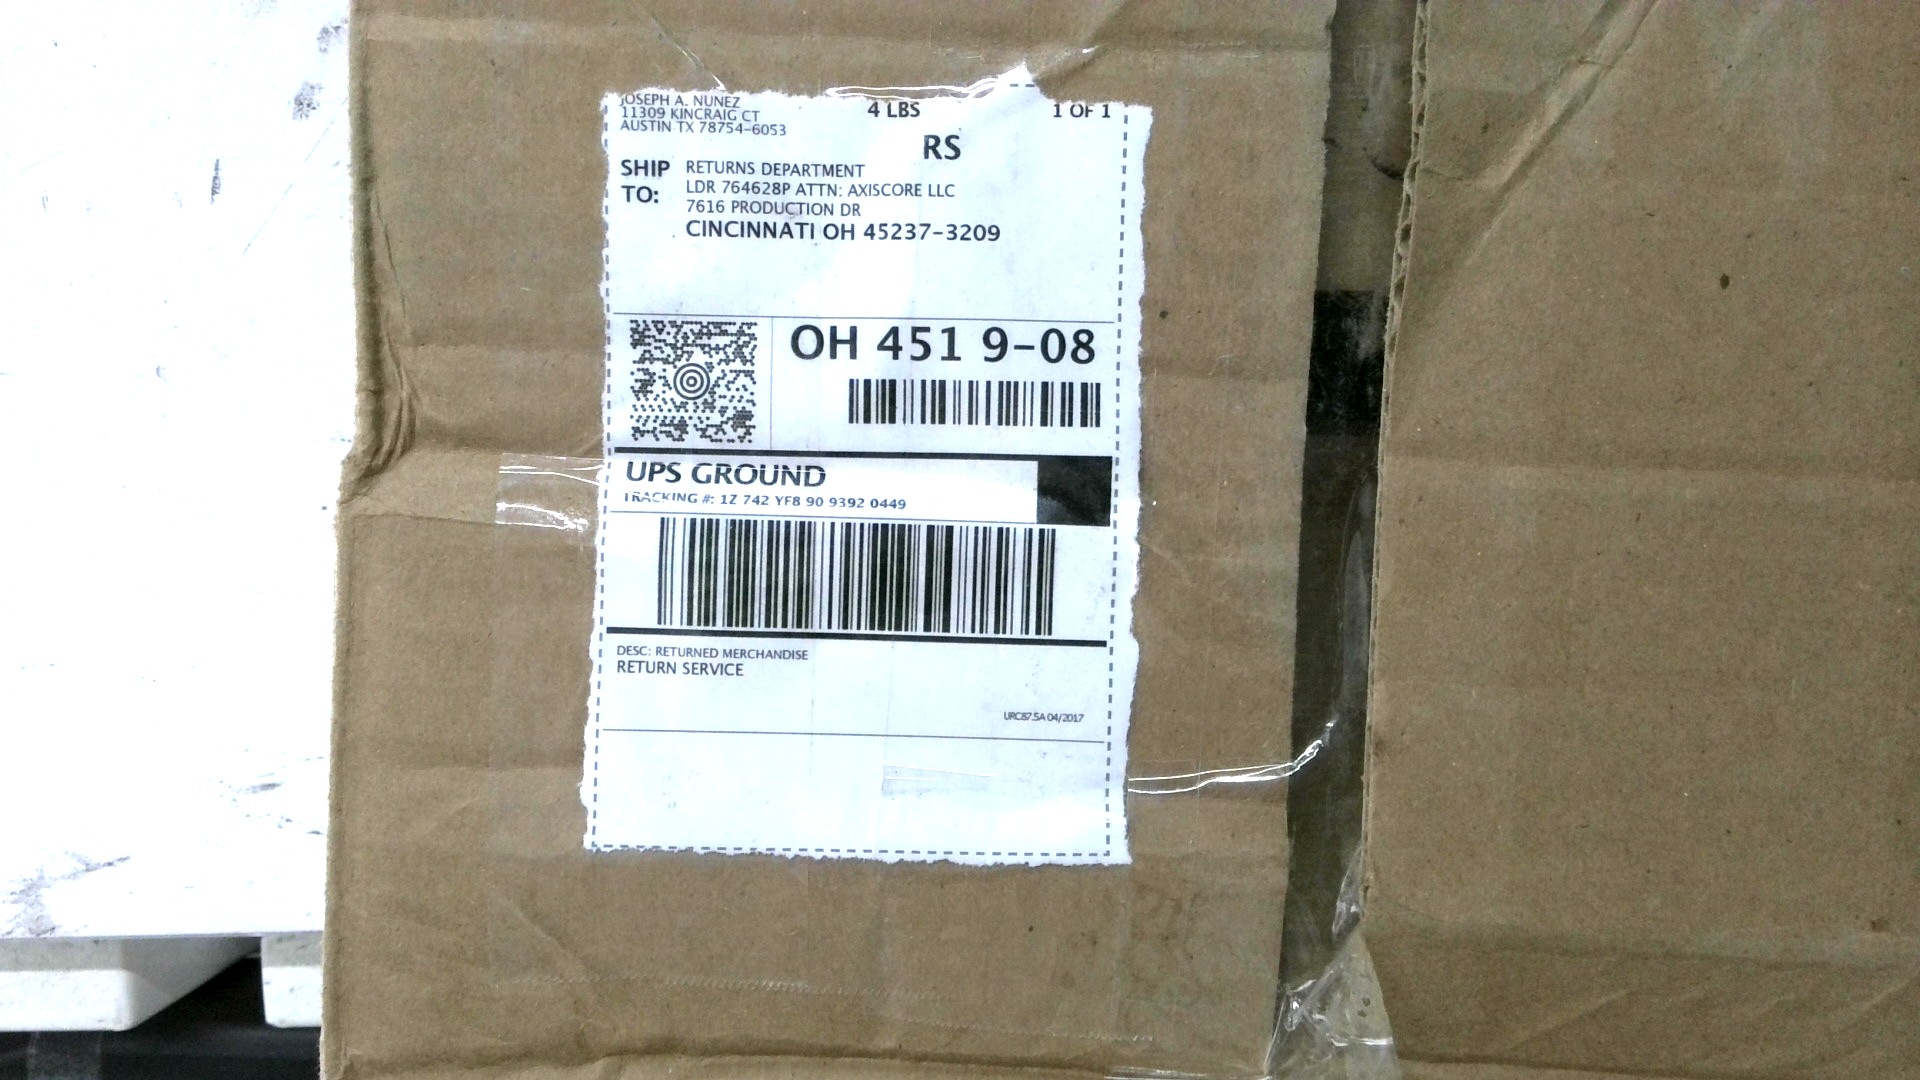 JOSEPH A. NUNEZ
11309 KINCRAIG CT
AUSTIN TX 78754-6053
4 LBS
1 OF 1
RS
SHIP TO:
RETURNS DEPARTMENT
LDR 764628P ATTN: AXISCORE LLC
7616 PRODUCTION DR
CINCINNATI OH 45237-3209
OH 451 9-08
UPS GROUND
TRACKING #: 1Z 742 YF8 90 9392 0449
DESC: RETURNED MERCHANDISE
RETURN SERVICE
URC87.5A 04/2017